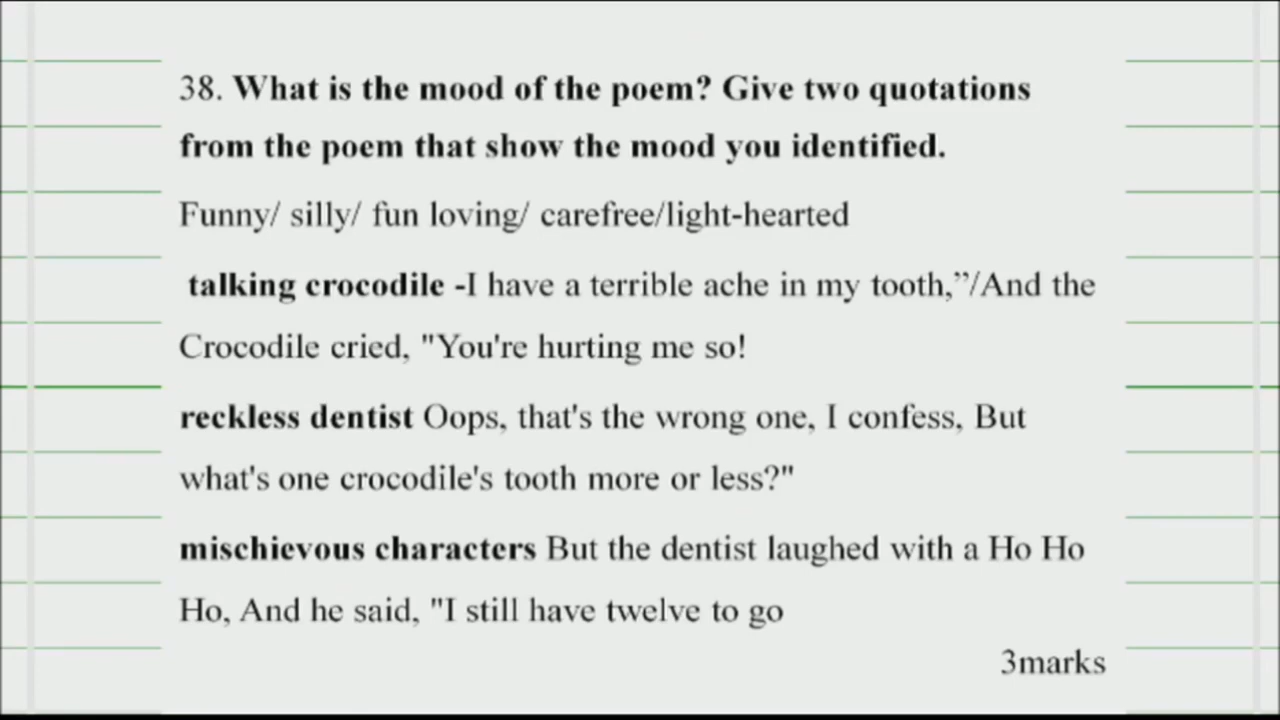 38. What is the mood of the poem? Give two quotations
from the poem that show the mood you identified.
Funny/ silly/ fun loving/ carefree/light-hearted
talking crocodile -I have a terrible ache in my tooth,”/And the
Crocodile cried, "You're hurting me so!
reckless dentist Oops, that's the wrong one, I confess, But
what's one crocodile's tooth more or less?"
mischievous characters But the dentist laughed with a Ho Ho
Ho, And he said, "I still have twelve to go
3marks